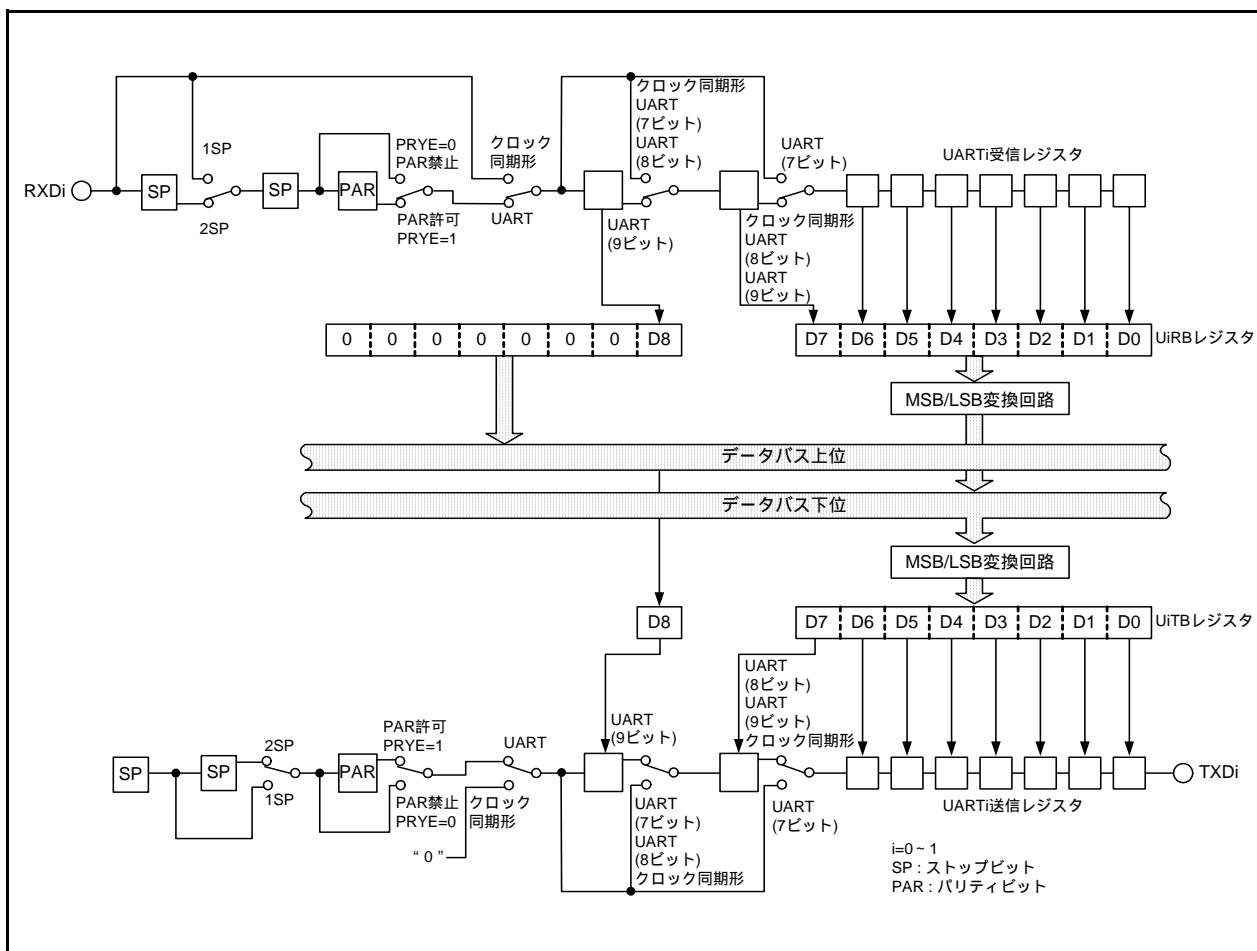 クロック同期形
UART
(7ビット)
UART
(8ビット)
1SP
PRYE=0
PAR禁止
クロック
同期形
UART
(7ビット)
UARTi受信レジスタ
RXDi
SP
SP
PAR
2SP
PAR許可
PRYE=1
UART
UART
(9ビット)
クロック同期形
UART
(8ビット)
UART
(9ビット)
0 0 0 0 0 0 0 D8
D7 D6 D5 D4 D3 D2 D1 D0
UiRBレジスタ
MSB/LSB変換回路
データバス上位
データバス下位
MSB/LSB変換回路
D8
D7 D6 D5 D4 D3 D2 D1 D0
UiTBレジスタ
UART
(8ビット)
UART
(9ビット)
クロック同期形
UART
(9ビット)
PAR許可
PRYE=1
UART
2SP
SP
SP
PAR
TXDi
1SP
PAR禁止
PRYE=0
クロック
同期形
“ 0 ”
UART
(7ビット)
UART
(8ビット)
クロック同期形
UART
(7ビット)
UARTi送信レジスタ
i=0~1
SP : ストップビット
PAR : パリティビット